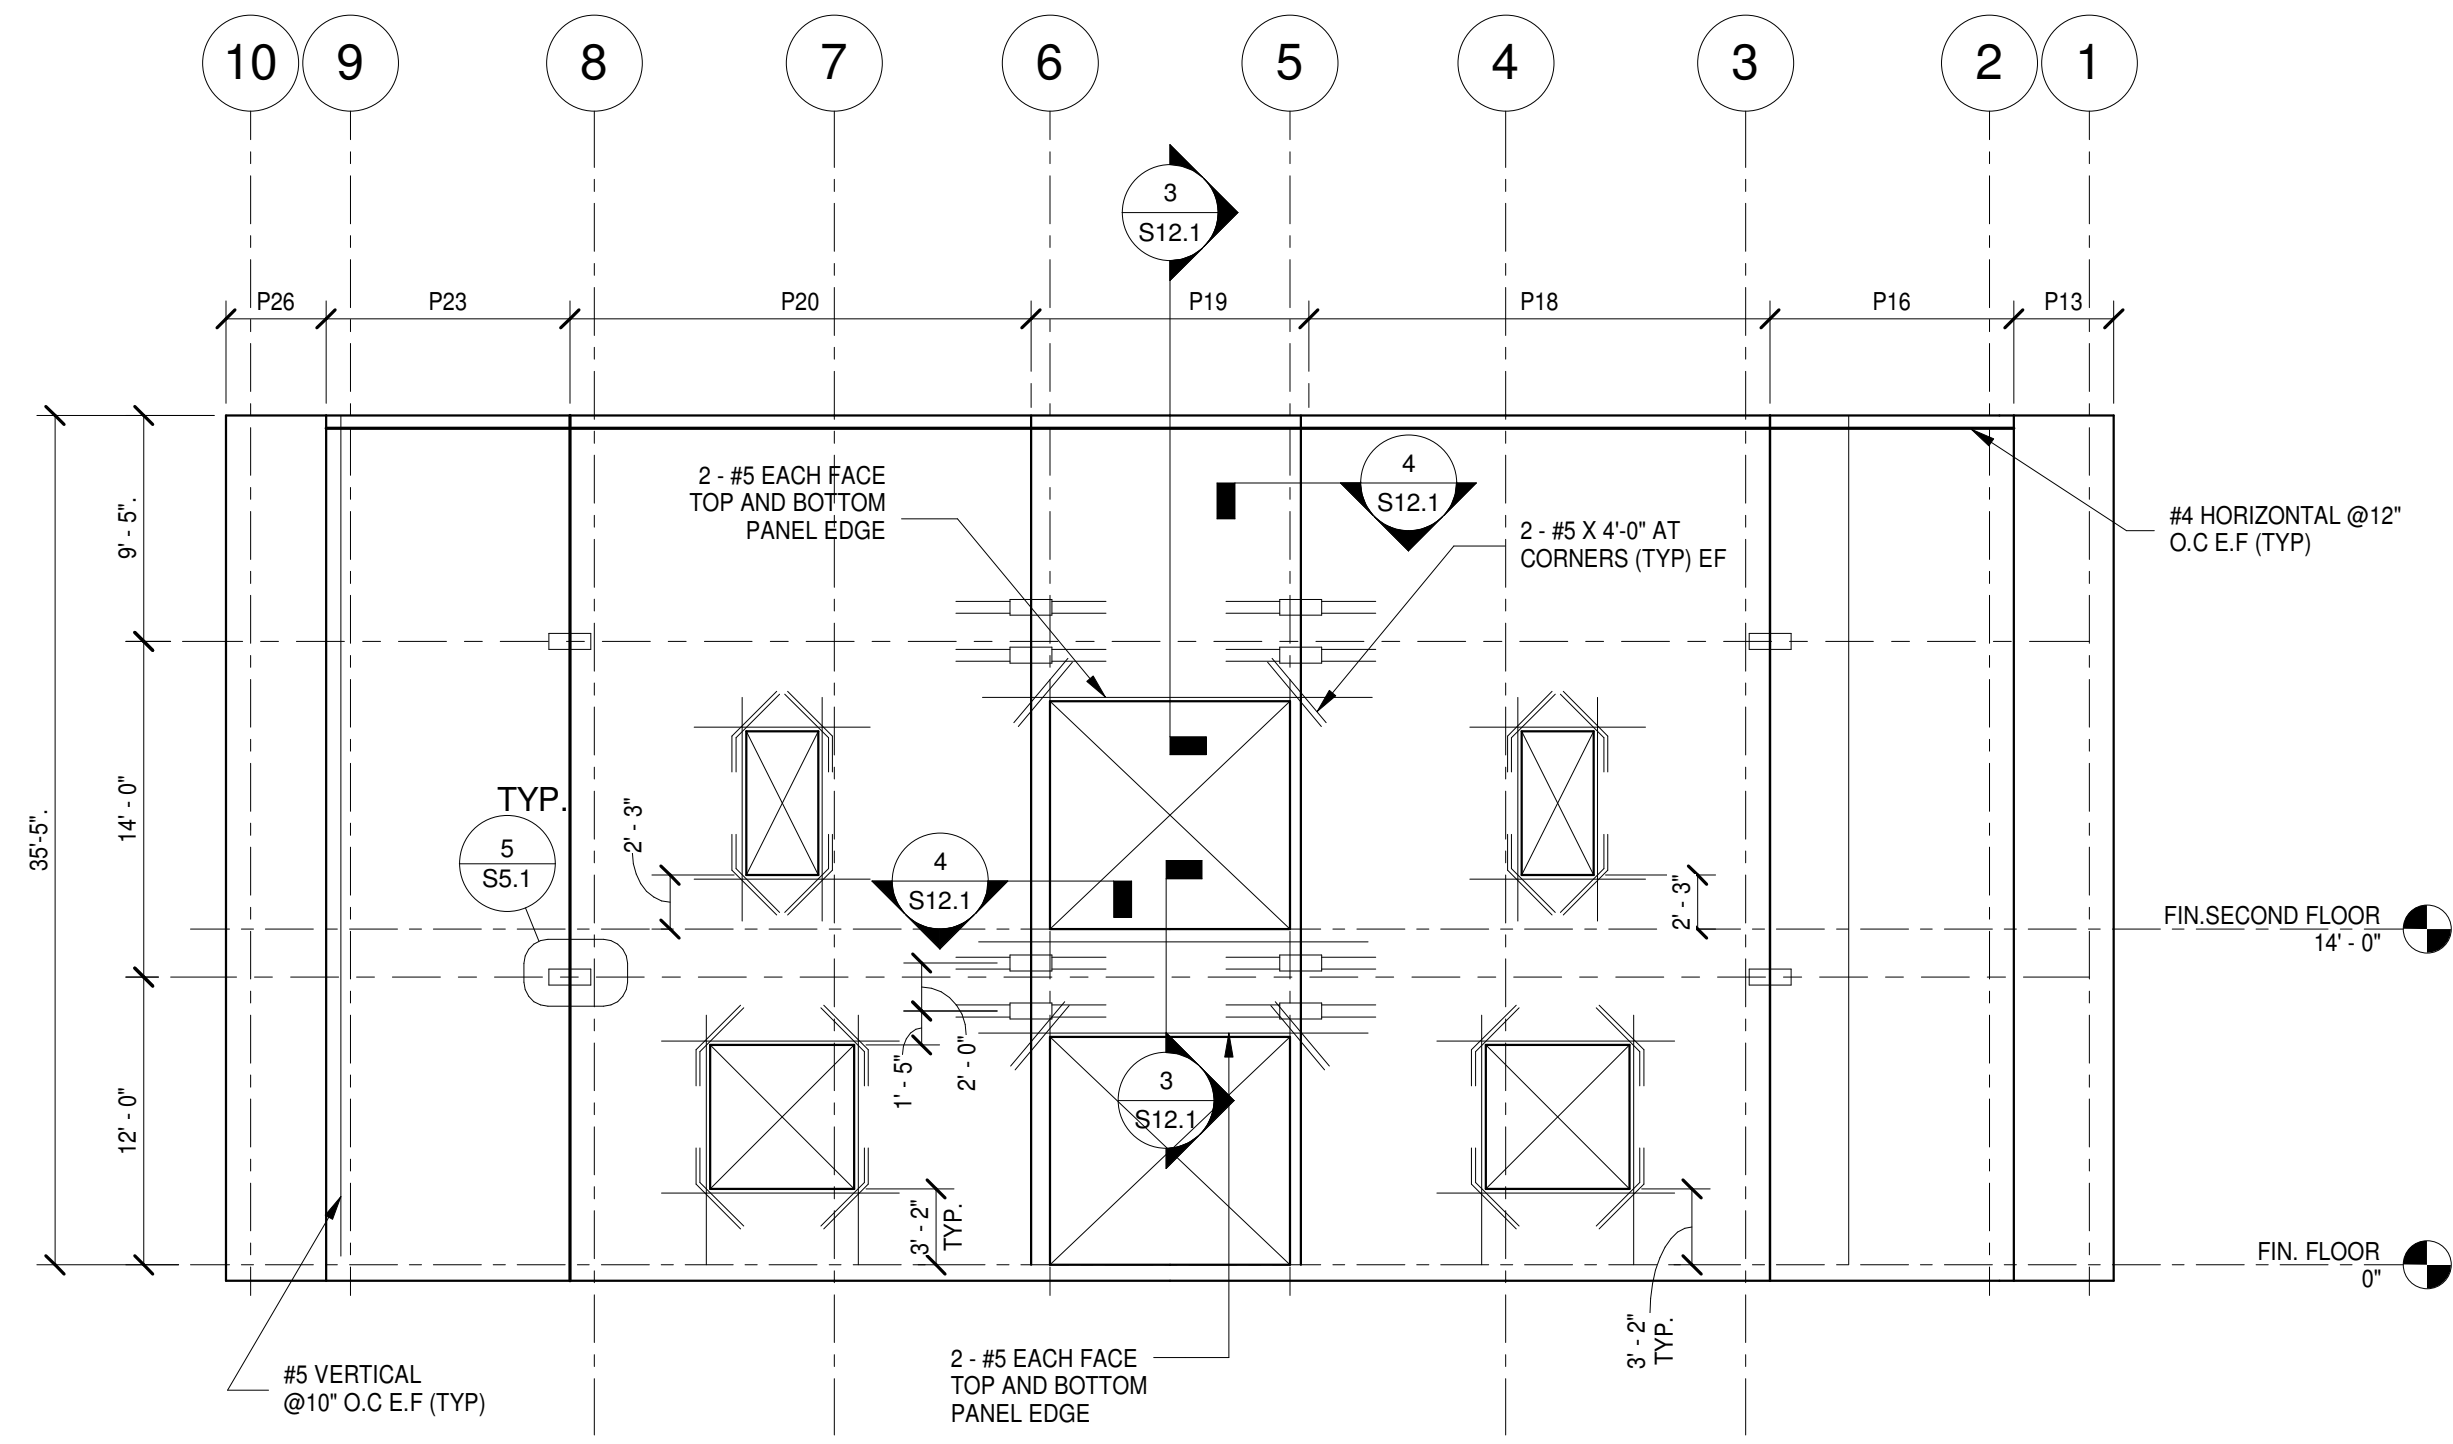 10 9 8 7 6 5 4 3 2 1
3
S12.1
P26 P23 P20 P19 P18 P16 P13
4
S12.1
2 - #5 EACH FACE
TOP AND BOTTOM
PANEL EDGE
2 - #5 X 4'-0" AT
CORNERS (TYP) EF
#4 HORIZONTAL @12"
O.C E.F (TYP)
9' - 5".
14' - 0"
35'-5".
12' - 0"
TYP.
5
S5.1
2' - 3"
4
S12.1
2' - 3"
FIN.SECOND FLOOR
14' - 0"
1' - 5"
2' - 0"
3
S12.1
3' - 2"
TYP.
FIN. FLOOR
0"
3' - 2"
TYP.
#5 VERTICAL
@10" O.C E.F (TYP)
2 - #5 EACH FACE
TOP AND BOTTOM
PANEL EDGE